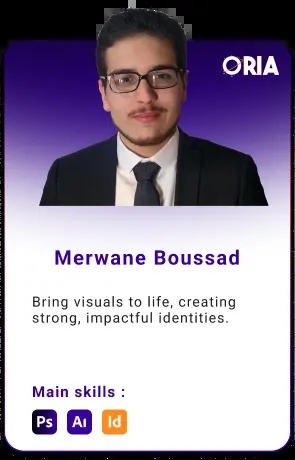 ORIA
Merwane Boussad
Bring visuals to life, creating
strong, impactful identities.
Main skills :
Ps Ai Id